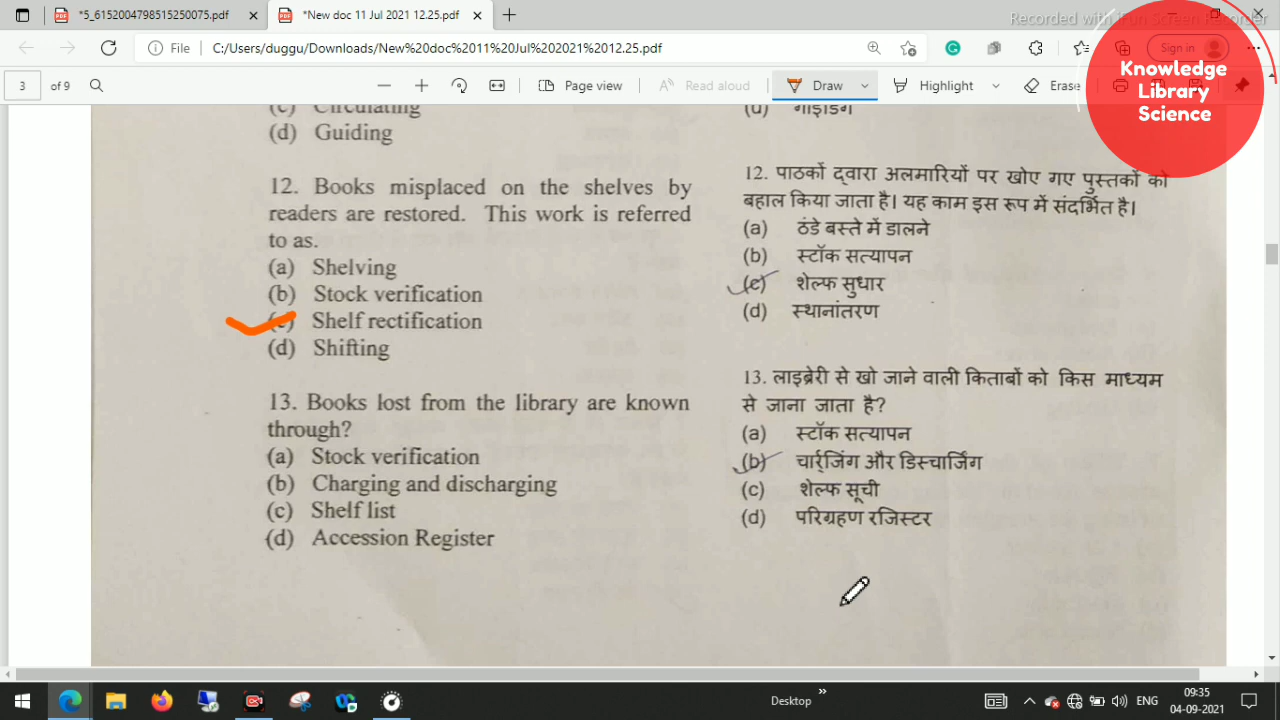 *5_6152004798515250075.pdf
*New doc 11 Jul 2021 12.25.pdf
Recorded with iFun Screen Recorder
File
C:/Users/duggu/Downloads/New%20doc%2011%20Jul%202021%2012.25.pdf
Sign in
3 of 9
Page view
Read aloud
Draw
Highlight
Erase
Knowledge
Library
Science
(c) Circulating
(d) Guiding
12. Books misplaced on the shelves by
readers are restored. This work is referred
to as.
(a) Shelving
(b) Stock verification
(c) Shelf rectification
(d) Shifting
13. Books lost from the library are known
through?
(a) Stock verification
(b) Charging and discharging
(c) Shelf list
(d) Accession Register
(d) गाइडिंग
12. पाठकों द्वारा अलमारियों पर खोए गए पुस्तकों को
बहाल किया जाता है। यह काम इस रूप में संदर्भित है।
(a) ठंडे बस्ते में डालने
(b) स्टॉक सत्यापन
(c) शेल्फ सुधार
(d) स्थानांतरण
13. लाइब्रेरी से खो जाने वाली किताबों को किस माध्यम
से जाना जाता है?
(a) स्टॉक सत्यापन
(b) चार्र्जिंग और डिस्चार्जिंग
(c) शेल्फ सूची
(d) परिग्रहण रजिस्टर
Desktop
ENG
09:35
04-09-2021